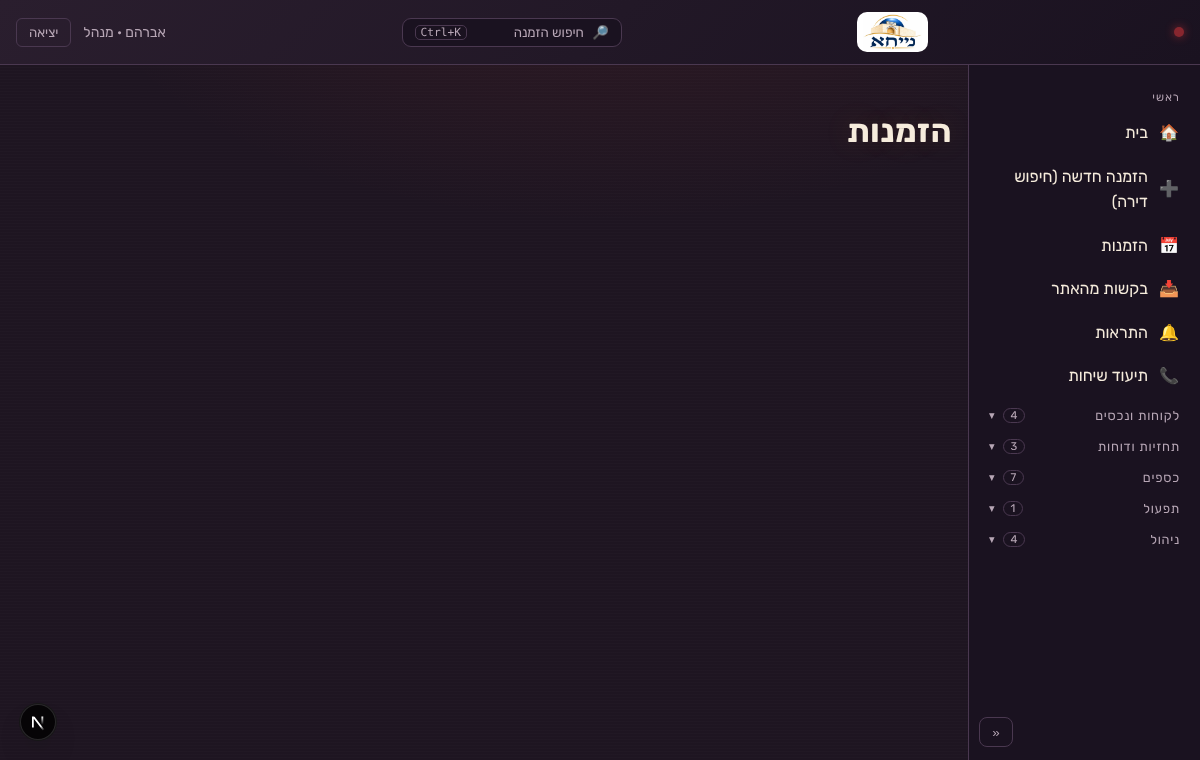 נייחא
חיפוש הזמנה Ctrl+K
אברהם • מנהל
יציאה
ראשי
בית
הזמנה חדשה (חיפוש
דירה)
הזמנות
בקשות מהאתר
התראות
תיעוד שיחות
לקוחות ונכסים 4 ▾
תחזיות ודוחות 3 ▾
כספים 7 ▾
תפעול 1 ▾
ניהול 4 ▾
»
הזמנות
N